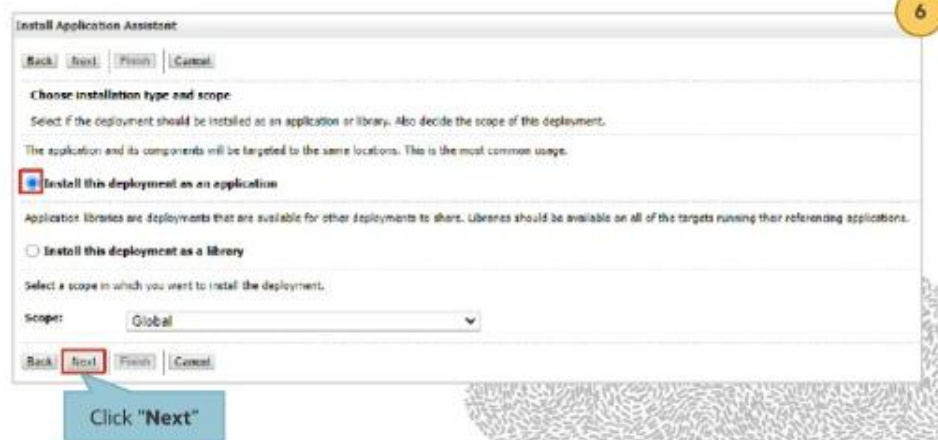 6
Install Application Assistant
Back Next Finish Cancel
Choose installation type and scope
Select if the deployment should be installed as an application or library. Also decide the scope of this deployment.
The application and its components will be targeted to the same locations. This is the most common usage.
Install this deployment as an application
Application libraries are deployments that are available for other deployments to share. Libraries should be available on all of the targets running their referencing applications.
Install this deployment as a library
Select a scope in which you want to install the deployment.
Scope: Global
Back Next Finish Cancel
Click "Next"